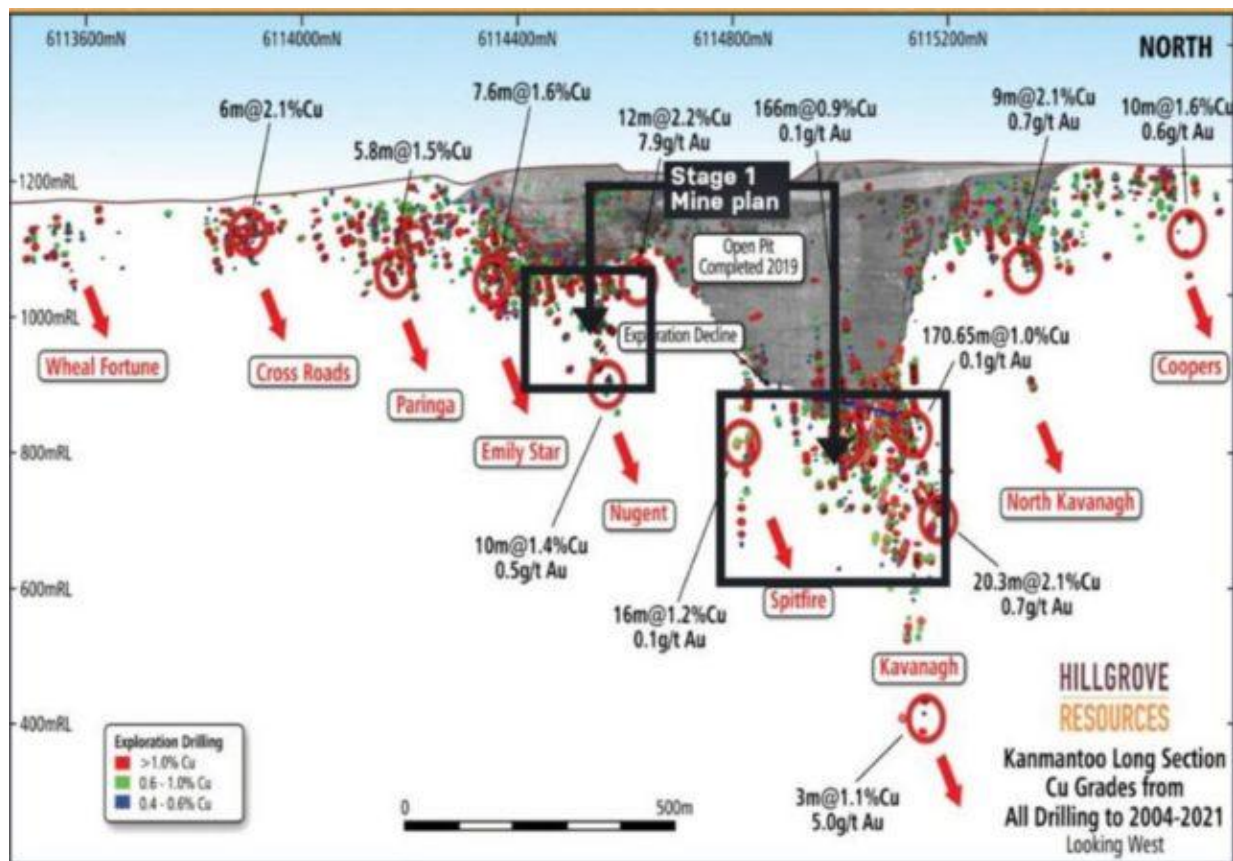 6113600mN
6114000mN
6114400mN
6114800mN
6115200mN
NORTH
6m@2.1%Cu
5.8m@1.5%Cu
7.6m@1.6%Cu
12m@2.2%Cu
7.9g/t Au
166m@0.9%Cu
0.1g/t Au
9m@2.1%Cu
0.7g/t Au
10m@1.6%Cu
0.6g/t Au
1200mRL
Stage 1
Mine plan
Open Pit
Completed 2019
1000mRL
Exploration Decline
170.65m@1.0%Cu
0.1g/t Au
Wheal Fortune
Cross Roads
Paringa
Emily Star
Nugent
Coopers
North Kavanagh
800mRL
10m@1.4%Cu
0.5g/t Au
600mRL
16m@1.2%Cu
0.1g/t Au
Spitfire
20.3m@2.1%Cu
0.7g/t Au
Kavanagh
400mRL
Exploration Drilling
>1.0% Cu
0.6 - 1.0% Cu
0.4 - 0.6% Cu
0
500m
3m@1.1%Cu
5.0g/t Au
HILLGROVE
RESOURCES
Kanmantoo Long Section
Cu Grades from
All Drilling to 2004-2021
Looking West